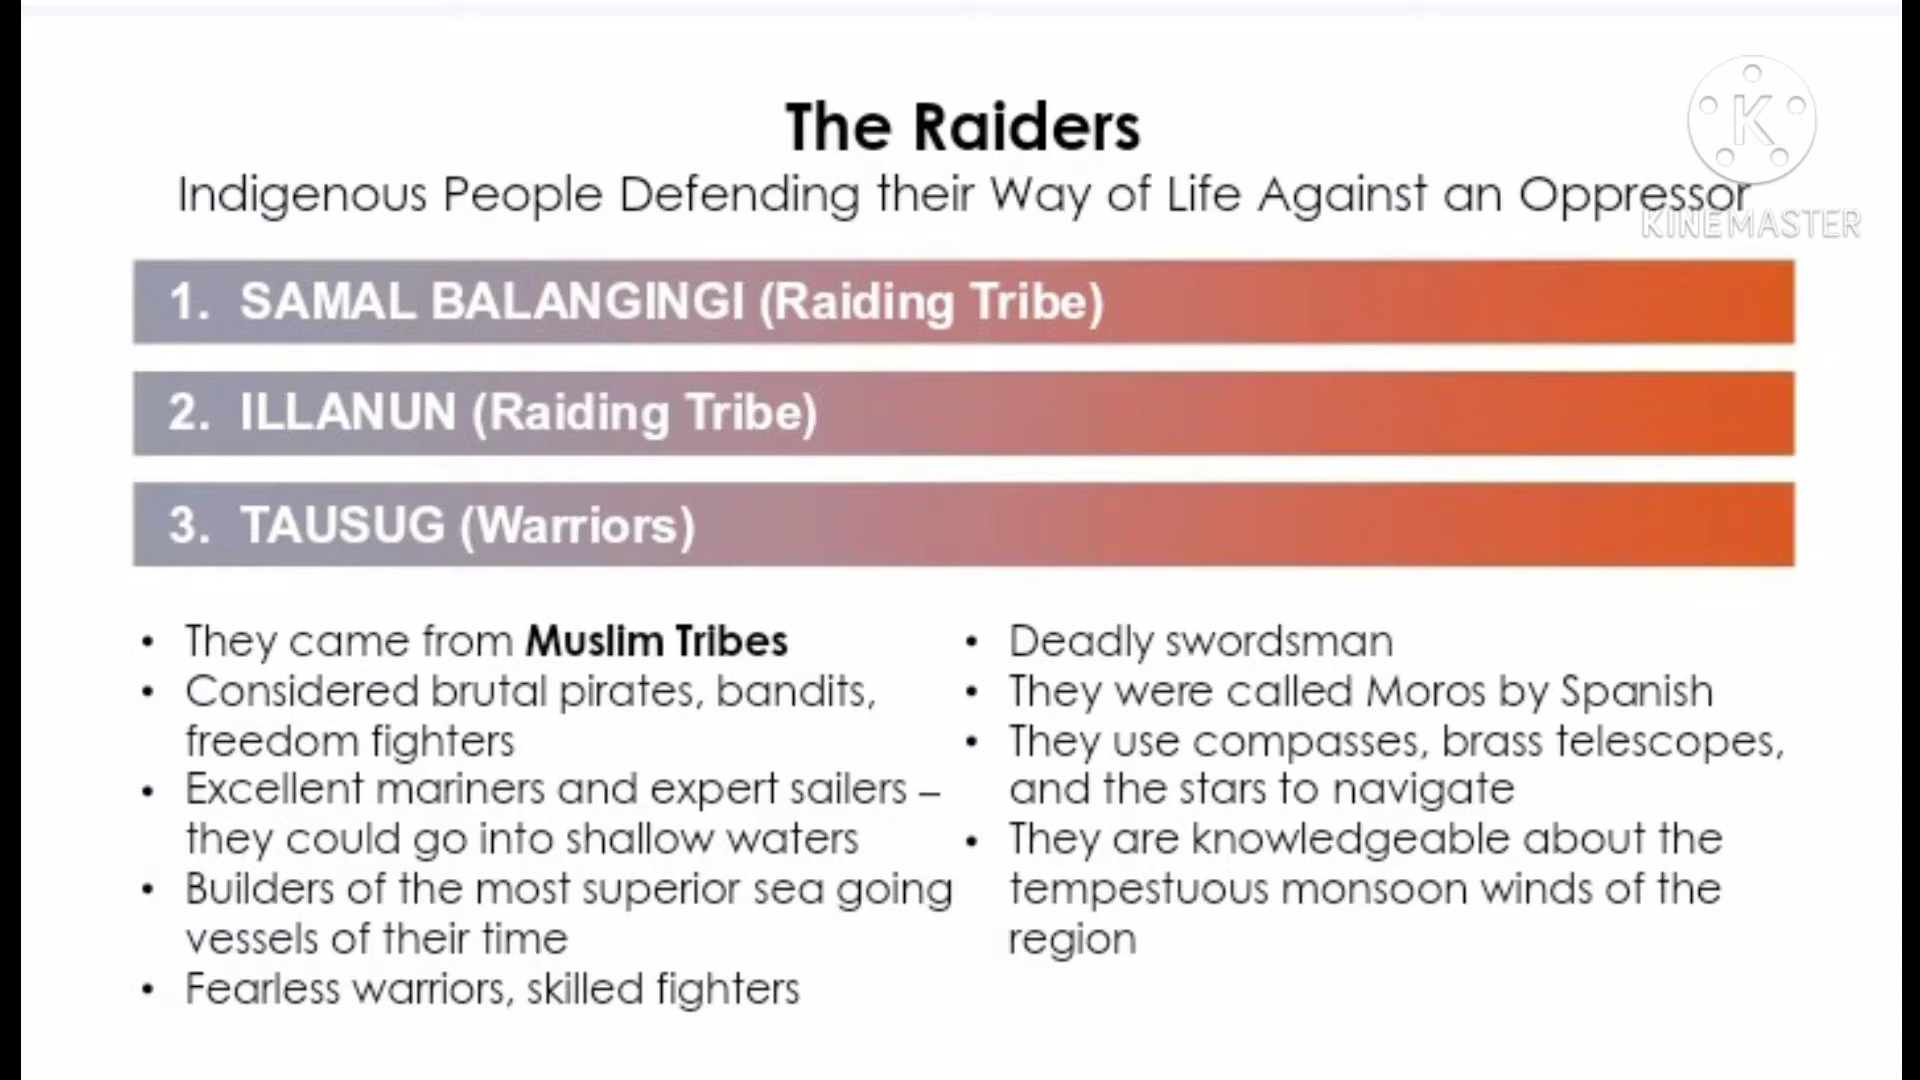 The Raiders
Indigenous People Defending their Way of Life Against an Oppressor
K
KINEMASTER
1. SAMAL BALANGINGI (Raiding Tribe)
2. ILLANUN (Raiding Tribe)
3. TAUSUG (Warriors)
• They came from Muslim Tribes
• Considered brutal pirates, bandits,
freedom fighters
• Excellent mariners and expert sailers –
they could go into shallow waters
• Builders of the most superior sea going
vessels of their time
• Fearless warriors, skilled fighters
• Deadly swordsman
• They were called Moros by Spanish
• They use compasses, brass telescopes,
and the stars to navigate
• They are knowledgeable about the
tempestuous monsoon winds of the
region